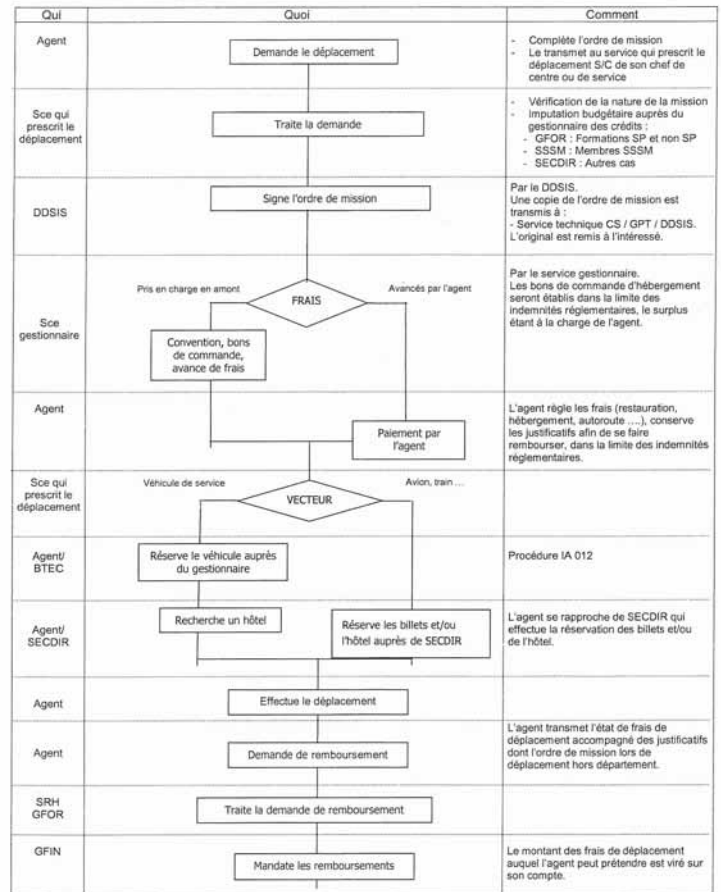 Qui
Quoi
Comment
Agent
Demande le déplacement
- Complète l'ordre de mission
- Le transmet au service qui prescrit le
déplacement S/C de son chef de
centre ou de service
Sce qui
prescrit le
déplacement
Traite la demande
- Vérification de la nature de la mission
- Imputation budgétaire auprès du
gestionnaire des crédits :
- GFOR : Formations SP et non SP
- SSSM : Membres SSSM
- SECDIR : Autres cas
DDSIS
Signe l'ordre de mission
Par le DDSIS.
Une copie de l'ordre de mission est
transmis à :
- Service technique CS / GPT / DDSIS.
L'original est remis à l'intéressé.
Sce
gestionnaire
Pris en charge en amont
FRAIS
Avancés par l'agent
Convention, bons
de commande,
avance de frais
Par le service gestionnaire.
Les bons de commande d'hébergement
seront établis dans la limite des
indemnités réglementaires, le surplus
étant à la charge de l'agent.
Agent
Paiement par
l'agent
L'agent règle les frais (restauration,
hébergement, autoroute ....), conserve
les justificatifs afin de se faire
rembourser, dans la limite des indemnités
réglementaires.
Sce qui
prescrit le
déplacement
Véhicule de service
VECTEUR
Avion, train ...
Agent/
BTEC
Réserve le véhicule auprès
du gestionnaire
Procédure IA 012
Agent/
SECDIR
Recherche un hôtel
Réserve les billets et/ou
l'hôtel auprès de SECDIR
L'agent se rapproche de SECDIR qui
effectue la réservation des billets et/ou
de l'hôtel.
Agent
Effectue le déplacement
Agent
Demande de remboursement
L'agent transmet l'état de frais de
déplacement accompagné des justificatifs
dont l'ordre de mission lors de
déplacement hors département.
SRH
GFOR
Traite la demande de remboursement
GFIN
Mandate les remboursements
Le montant des frais de déplacement
auquel l'agent peut prétendre est viré sur
son compte.